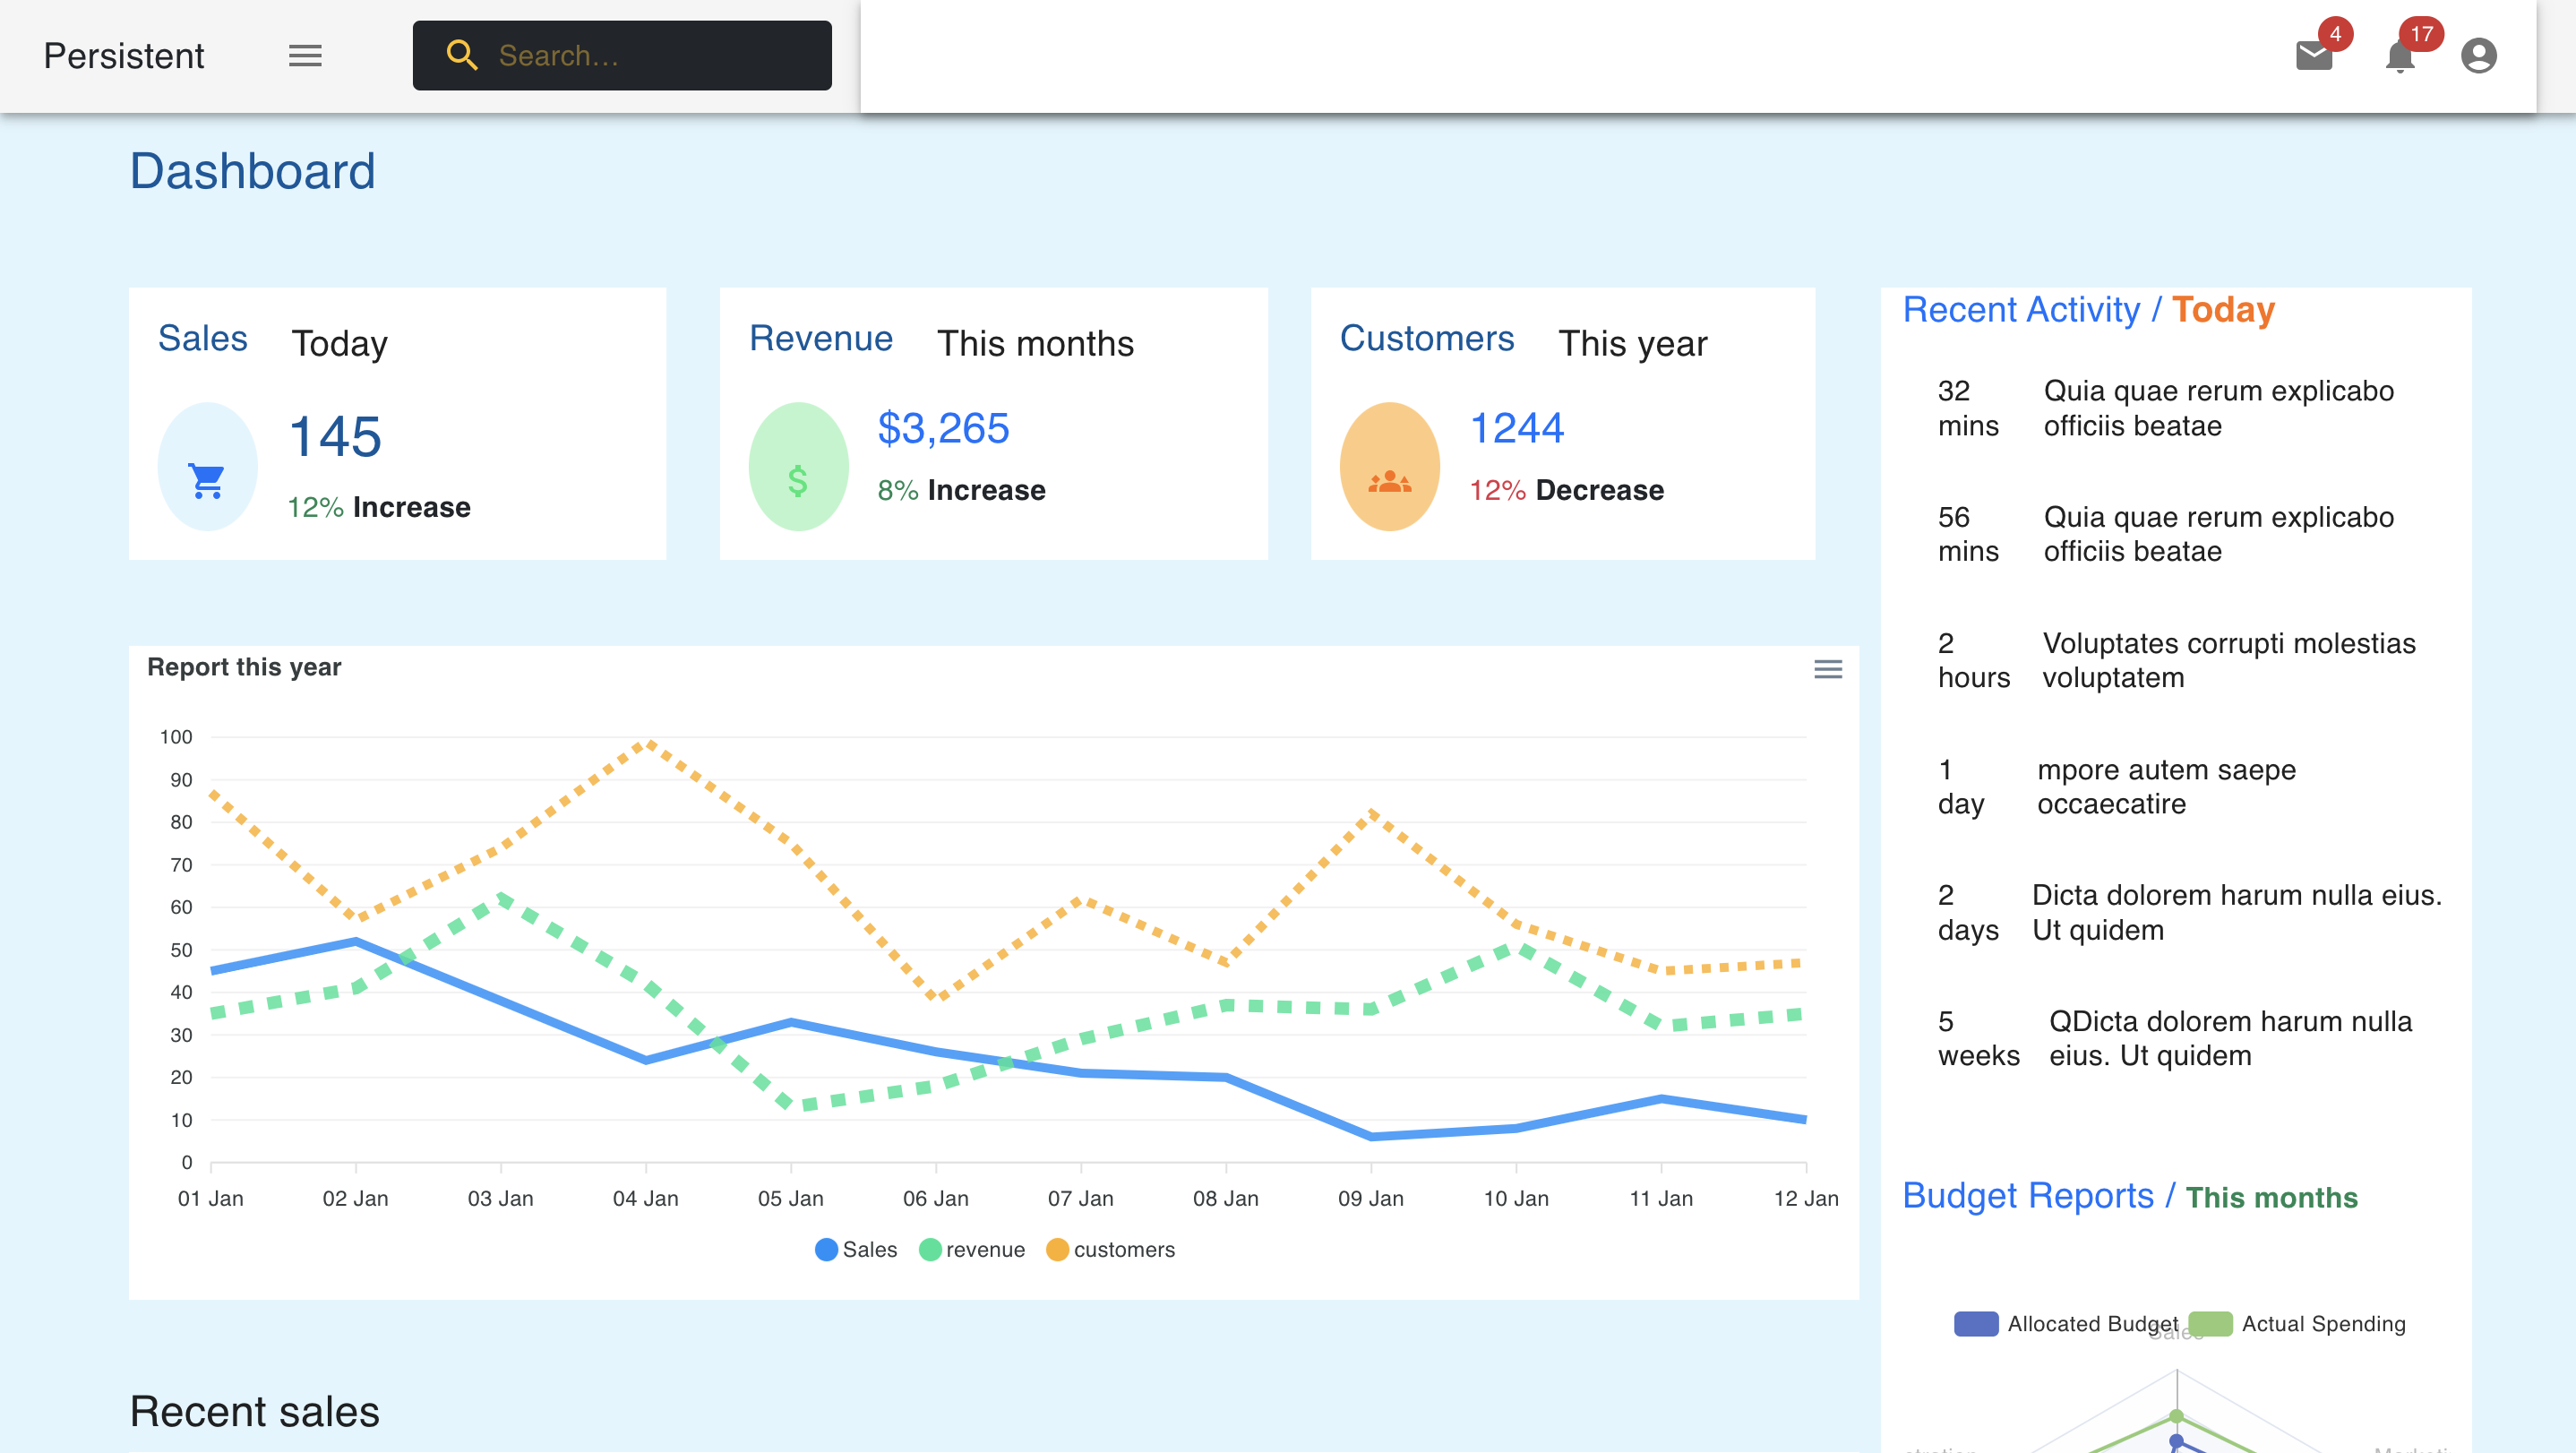 Persistent
Search...
4
17
Dashboard
Sales Today
145
12% Increase
Revenue This months
$3,265
8% Increase
Customers This year
1244
12% Decrease
Report this year
100
90
80
70
60
50
40
30
20
10
0
01 Jan 02 Jan 03 Jan 04 Jan 05 Jan 06 Jan 07 Jan 08 Jan 09 Jan 10 Jan 11 Jan 12 Jan
Sales revenue customers
Recent sales
Recent Activity / Today
32 mins
Quia quae rerum explicabo
officiis beatae
56 mins
Quia quae rerum explicabo
officiis beatae
2 hours
Voluptates corrupti molestias
voluptatem
1 day
mpore autem saepe
occaecatire
2 days
Dicta dolorem harum nulla eius.
Ut quidem
5 weeks
QDicta dolorem harum nulla
eius. Ut quidem
Budget Reports / This months
Allocated Budget Actual Spending
Sales